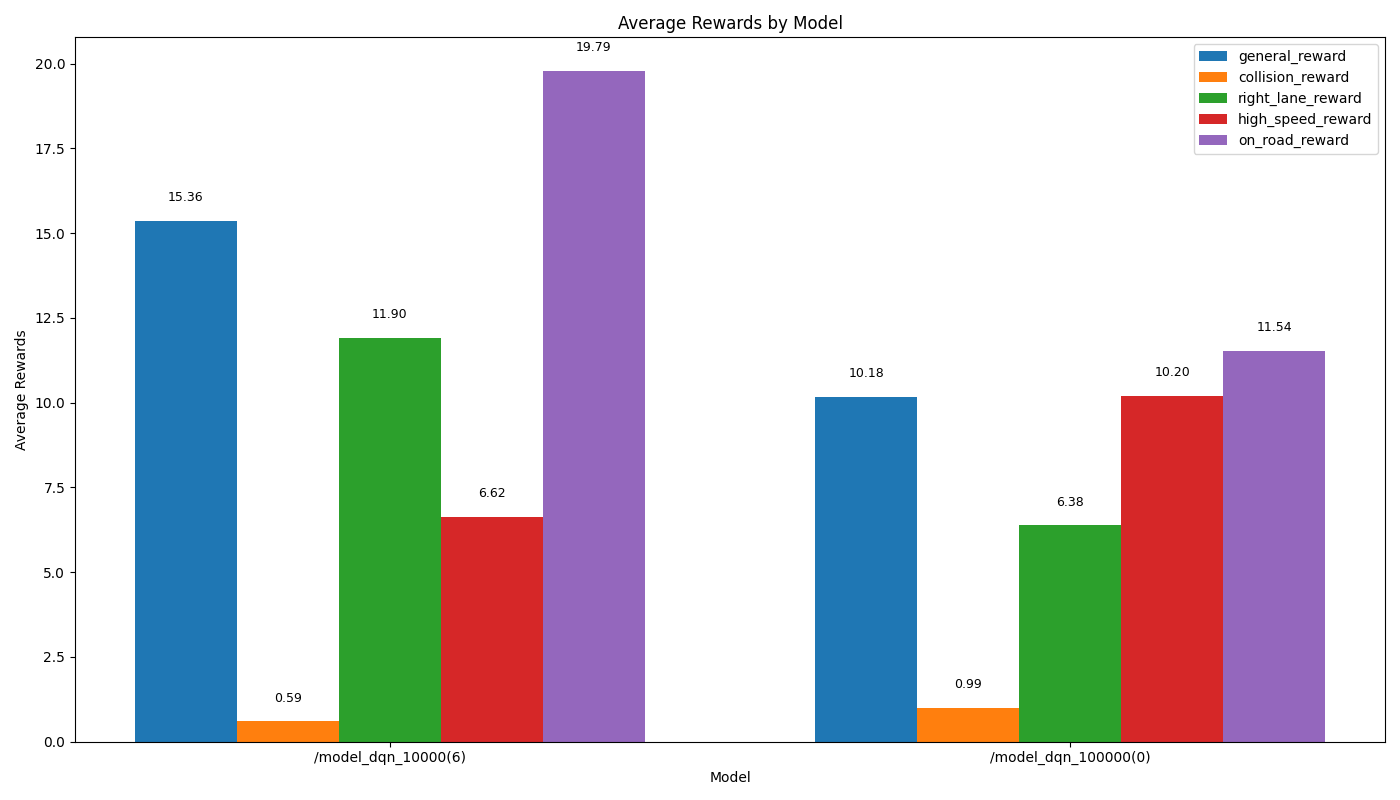 Average Rewards by Model
general_reward
collision_reward
right_lane_reward
high_speed_reward
on_road_reward
Average Rewards
20.0
17.5
15.0
12.5
10.0
7.5
5.0
2.5
0.0
15.36
0.59
11.90
6.62
19.79
10.18
0.99
6.38
10.20
11.54
/model_dqn_10000(6)
/model_dqn_100000(0)
Model